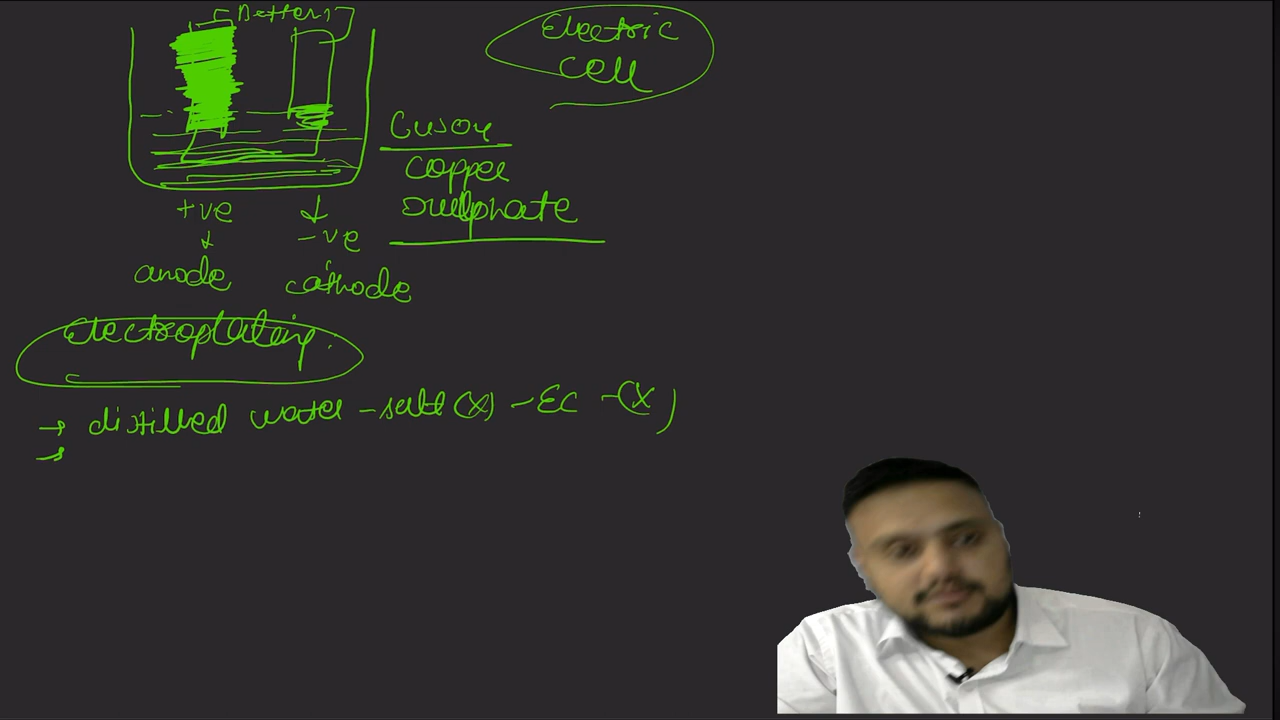 Battery
Electric
Cell
CuSO4
Copper
Sulphate
+ve
-ve
anode
cathode
Electroplating.
→ distilled water - salt (X) - EC - (X)
→